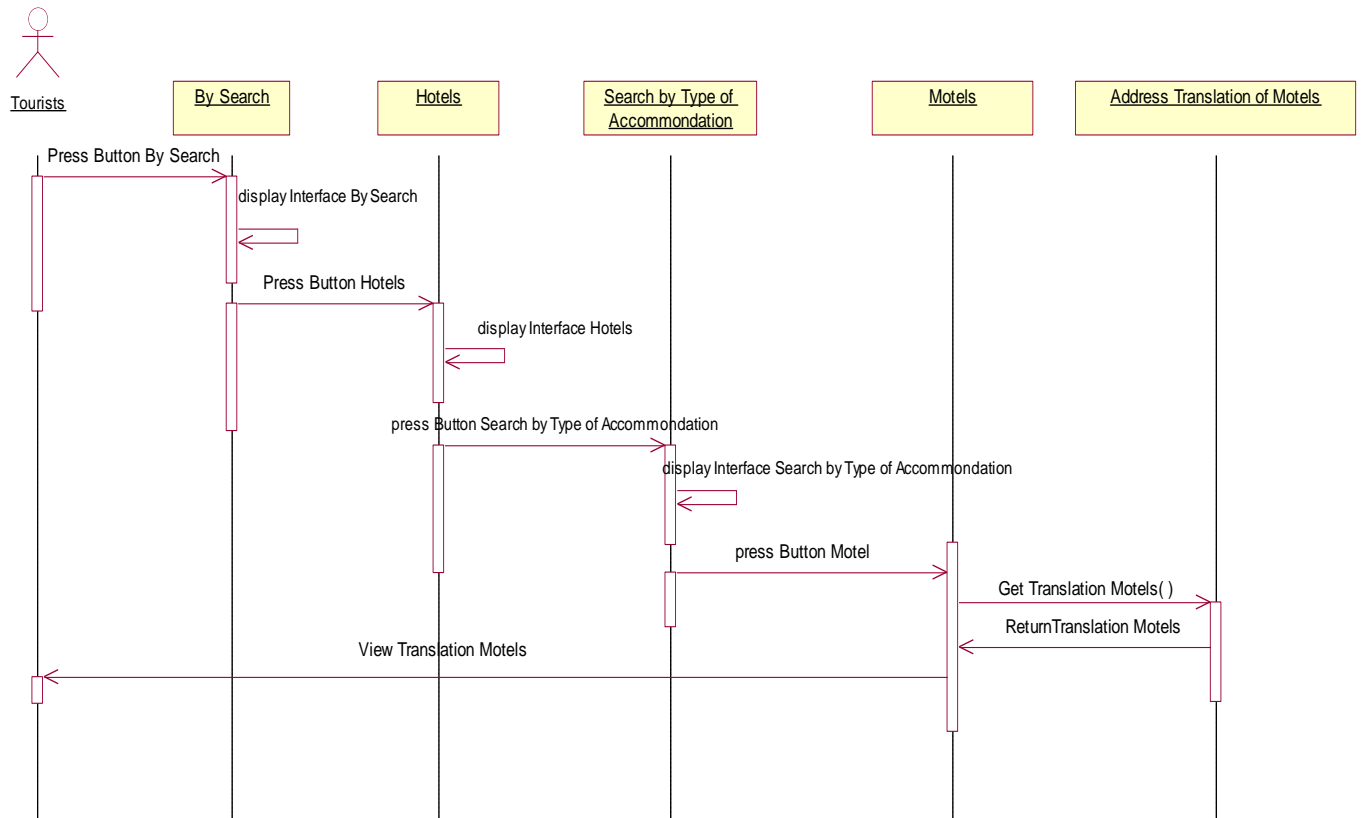 Tourists
By Search
Hotels
Search by Type of
Accommondation
Motels
Address Translation of Motels
Press Button By Search
display Interface By Search
Press Button Hotels
display Interface Hotels
press Button Search by Type of Accommondation
display Interface Search by Type of Accommondation
press Button Motel
Get Translation Motels( )
ReturnTranslation Motels
View Translation Motels